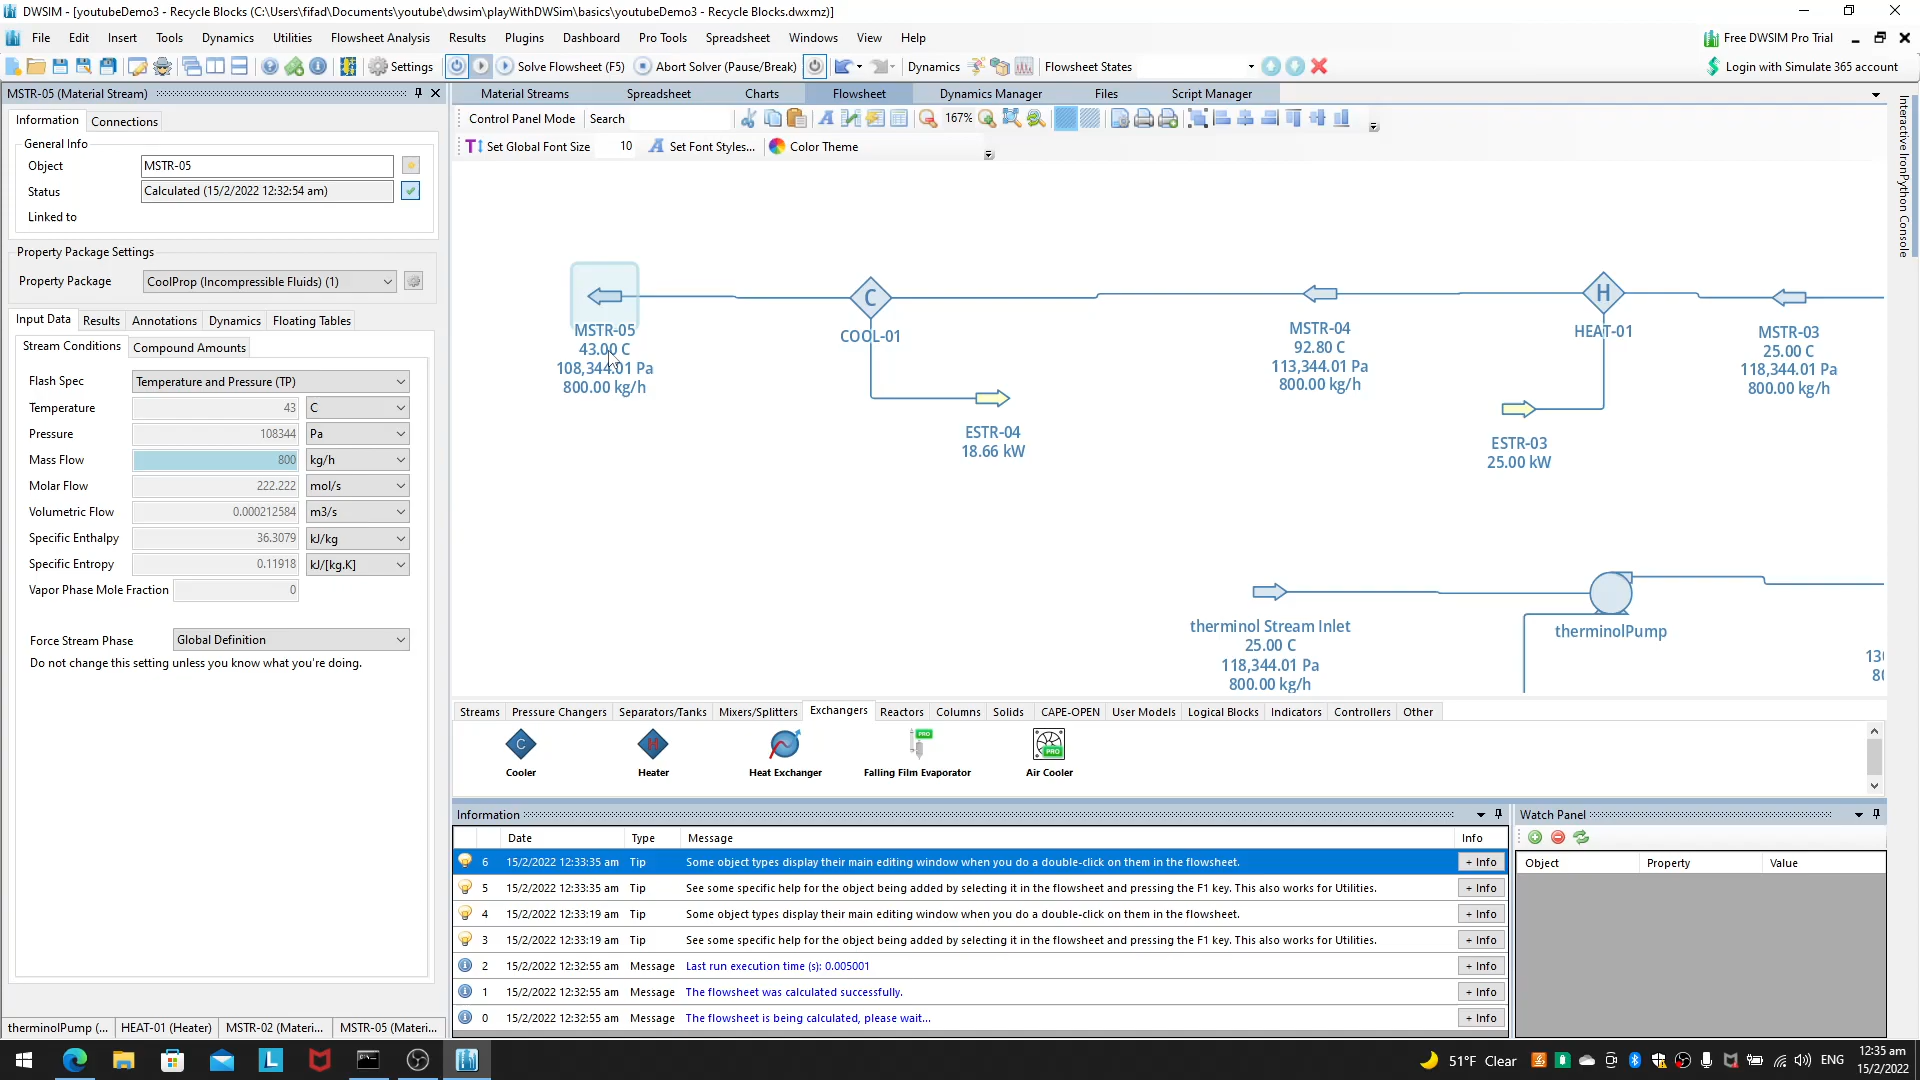 DWSIM - [youtubeDemo3 - Recycle Blocks (C:\Users\fifad\Documents\youtube\dwsim\playWithDWSim\basics\youtubeDemo3 - Recycle Blocks.dwxmz)]
File Edit Insert Tools Dynamics Utilities Flowsheet Analysis Results Plugins Dashboard Pro Tools Spreadsheet Windows View Help Free DWSIM Pro Trial
Settings Solve Flowsheet (F5) Abort Solver (Pause/Break) Dynamics Flowsheet States Login with Simulate 365 account
MSTR-05 (Material Stream)
Information Connections
General Info
Object MSTR-05
Status Calculated (15/2/2022 12:32:54 am)
Linked to
Property Package Settings
Property Package CoolProp (Incompressible Fluids) (1)
Input Data Results Annotations Dynamics Floating Tables
Stream Conditions Compound Amounts
Flash Spec Temperature and Pressure (TP)
Temperature 43 C
Pressure 108344 Pa
Mass Flow 800 kg/h
Molar Flow 222.222 mol/s
Volumetric Flow 0.000212584 m3/s
Specific Enthalpy 36.3079 kJ/kg
Specific Entropy 0.11918 kJ/[kg.K]
Vapor Phase Mole Fraction 0
Force Stream Phase Global Definition
Do not change this setting unless you know what you're doing.
therminolPump (... HEAT-01 (Heater) MSTR-02 (Materi... MSTR-05 (Materi...
Material Streams Spreadsheet Charts Flowsheet Dynamics Manager Files Script Manager
Control Panel Mode Search 167%
Set Global Font Size 10 Set Font Styles... Color Theme
Interactive IronPython Console
C
H
MSTR-05
43.00 C
108,344.01 Pa
800.00 kg/h
COOL-01
ESTR-04
18.66 kW
MSTR-04
92.80 C
113,344.01 Pa
800.00 kg/h
HEAT-01
ESTR-03
25.00 kW
MSTR-03
25.00 C
118,344.01 Pa
800.00 kg/h
therminol Stream Inlet
25.00 C
118,344.01 Pa
800.00 kg/h
therminolPump
Streams Pressure Changers Separators/Tanks Mixers/Splitters Exchangers Reactors Columns Solids CAPE-OPEN User Models Logical Blocks Indicators Controllers Other
C H PRO PRO
Cooler Heater Heat Exchanger Falling Film Evaporator Air Cooler
Information
Date Type Message Info
6 15/2/2022 12:33:35 am Tip Some object types display their main editing window when you do a double-click on them in the flowsheet. + Info
5 15/2/2022 12:33:35 am Tip See some specific help for the object being added by selecting it in the flowsheet and pressing the F1 key. This also works for Utilities. + Info
4 15/2/2022 12:33:19 am Tip Some object types display their main editing window when you do a double-click on them in the flowsheet. + Info
3 15/2/2022 12:33:19 am Tip See some specific help for the object being added by selecting it in the flowsheet and pressing the F1 key. This also works for Utilities. + Info
2 15/2/2022 12:32:55 am Message Last run execution time (s): 0.005001 + Info
1 15/2/2022 12:32:55 am Message The flowsheet was calculated successfully. + Info
0 15/2/2022 12:32:55 am Message The flowsheet is being calculated, please wait... + Info
Watch Panel
Object Property Value
51°F Clear ENG 12:35 am
15/2/2022